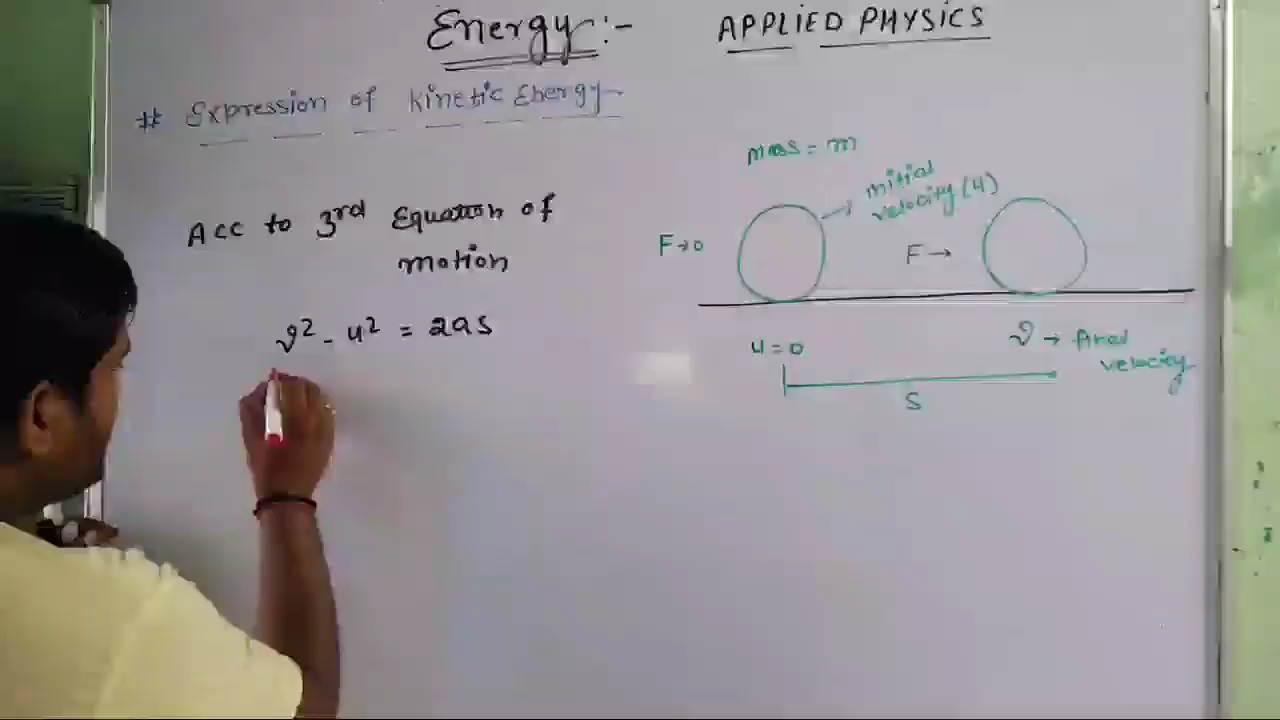 Energy:-
APPLIED PHYSICS
# Expression of Kinetic Energy-
mass = m
initial
velocity (u)
Acc to 3rd Equation of
motion
F→0
F→
v² - u² = 2as
u=0
v → final
velocity
s